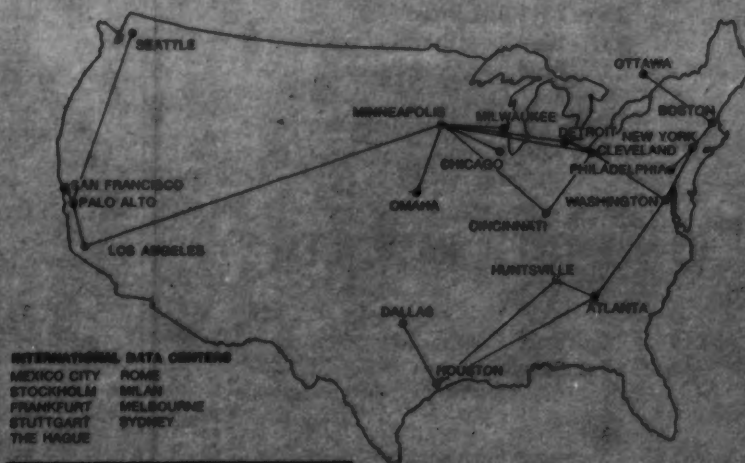 SEATTLE
OTTAWA
MINNEAPOLIS
MILWAUKEE
BOSTON
DETROIT
NEW YORK
CLEVELAND
CHICAGO
PHILADELPHIA
SAN FRANCISCO
PALO ALTO
OMAHA
WASHINGTON
CINCINNATI
LOS ANGELES
HUNTSVILLE
DALLAS
ATLANTA
HOUSTON
INTERNATIONAL DATA CENTERS
MEXICO CITY ROME
STOCKHOLM MILAN
FRANKFURT MELBOURNE
STUTTGART SYDNEY
THE HAGUE